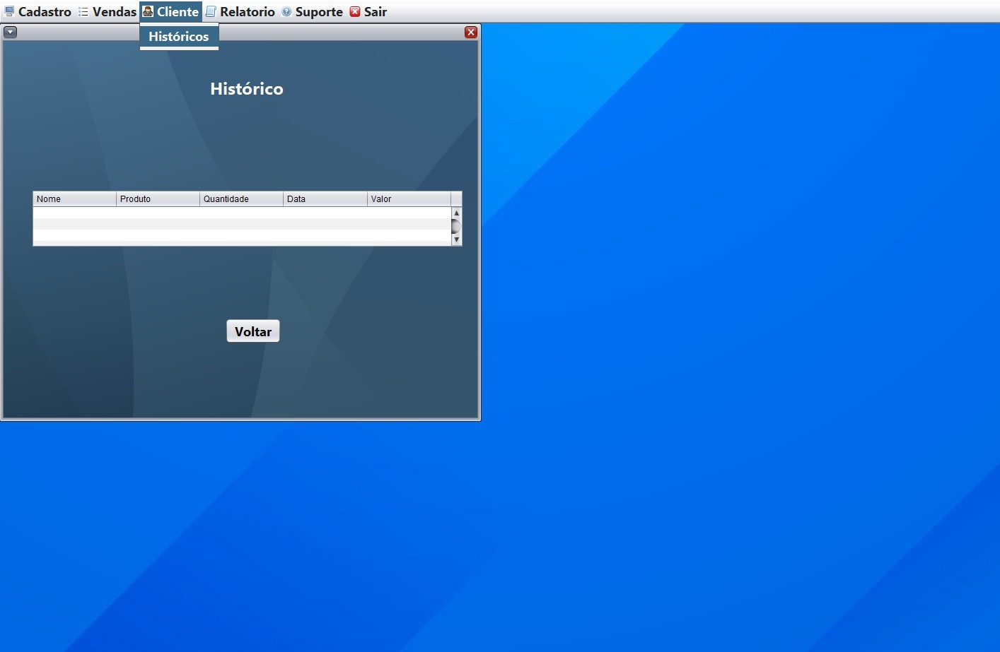 Cadastro Vendas Cliente Relatorio Suporte Sair
Históricos
Histórico
Nome Produto Quantidade Data Valor
Voltar